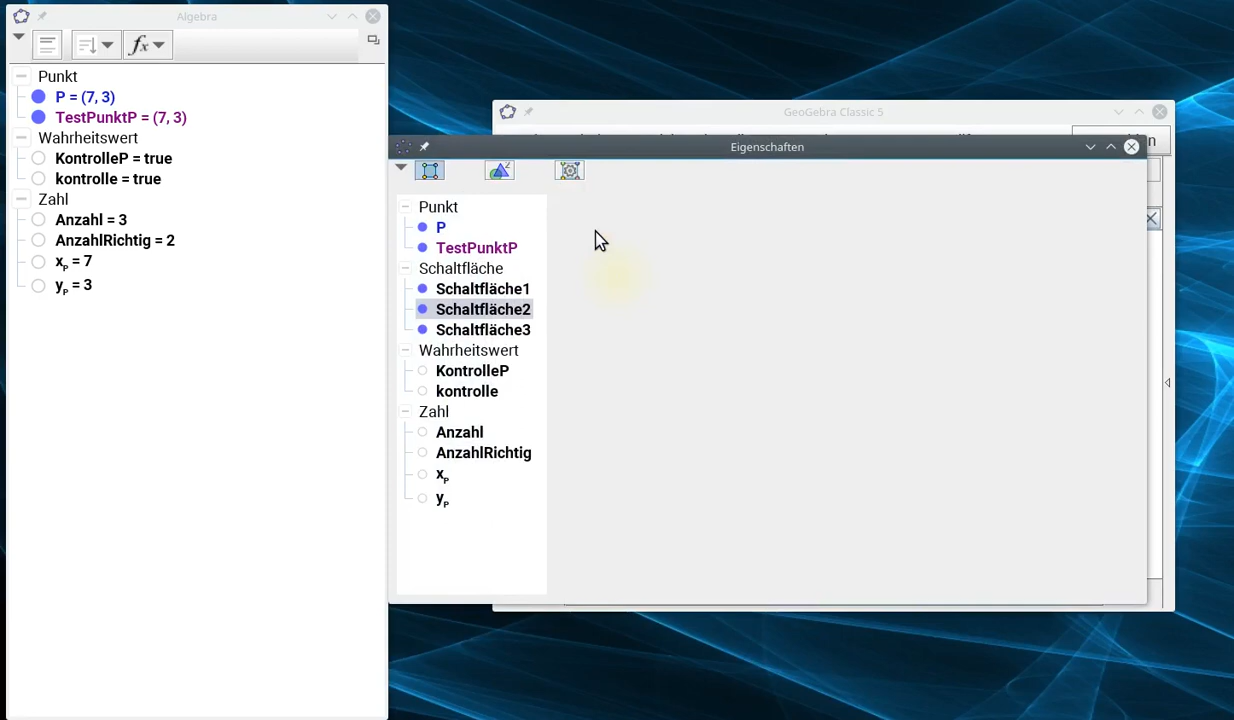 Algebra
fx
Punkt
P = (7, 3)
TestPunktP = (7, 3)
Wahrheitswert
KontrolleP = true
kontrolle = true
Zahl
Anzahl = 3
AnzahlRichtig = 2
xP = 7
yP = 3
GeoGebra Classic 5
Eigenschaften
Punkt
P
TestPunktP
Schaltfläche
Schaltfläche1
Schaltfläche2
Schaltfläche3
Wahrheitswert
KontrolleP
kontrolle
Zahl
Anzahl
AnzahlRichtig
xP
yP